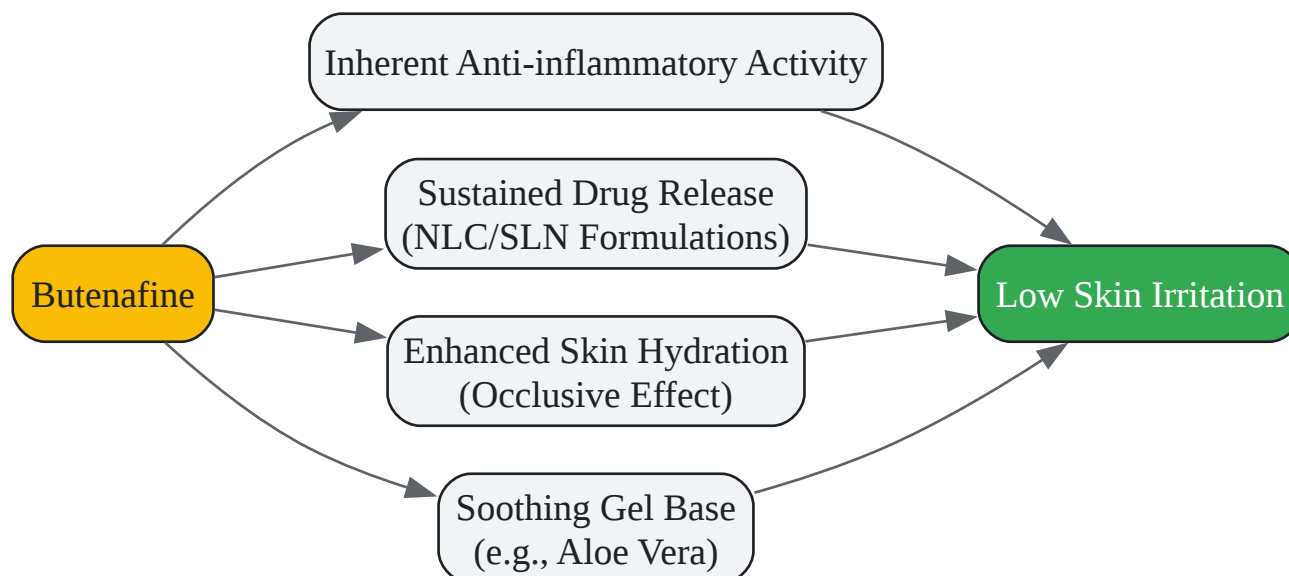 Inherent Anti-inflammatory Activity
Sustained Drug Release
(NLC/SLN Formulations)
Butenafine
Low Skin Irritation
Enhanced Skin Hydration
(Occlusive Effect)
Soothing Gel Base
(e.g., Aloe Vera)